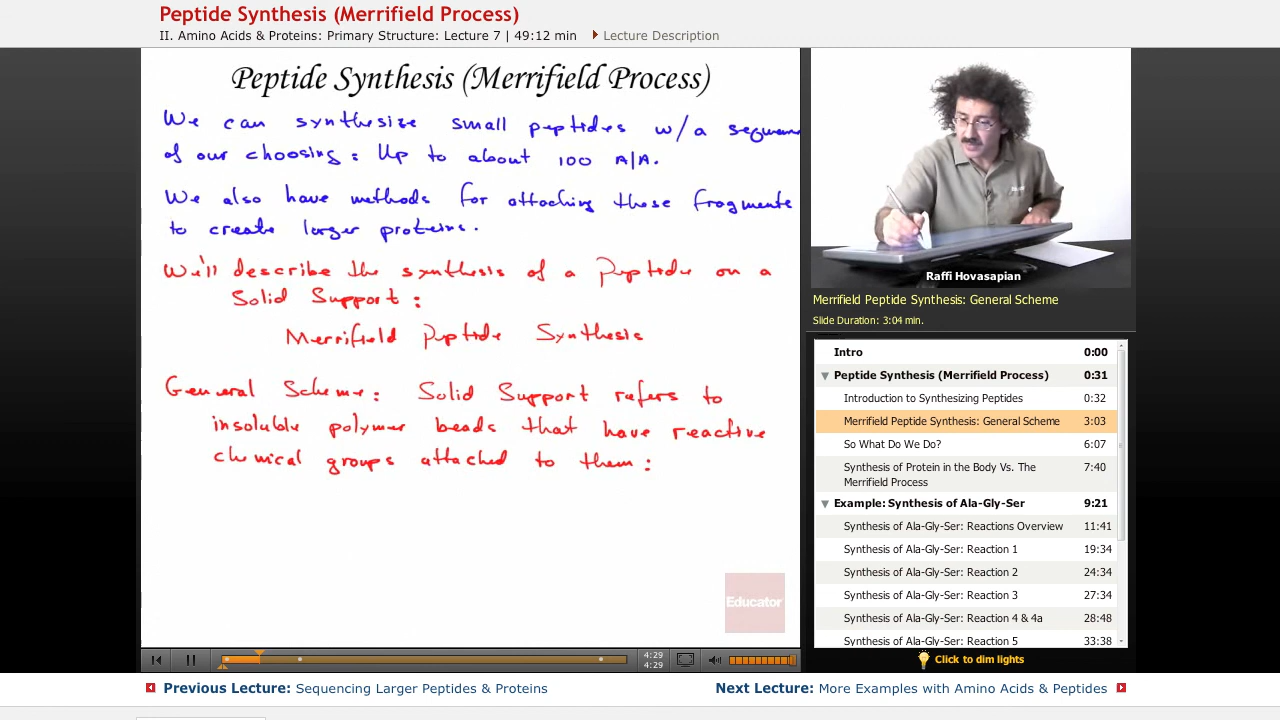 Peptide Synthesis (Merrifield Process)
II. Amino Acids & Proteins: Primary Structure: Lecture 7 | 49:12 min
Lecture Description
Peptide Synthesis (Merrifield Process)
We can synthesize small peptides w/a
of our choosing: Up to about 100 A/A.
We also have methods for attaching these fragments
to create larger proteins.
We'll describe the synthesis of a Peptide on a
Solid Support:
Merrifield Peptide Synthesis
General Scheme: Solid Support refers to
insoluble polymer beads that have reactive
chemical groups attached to them:
Educator
Raffi Hovasapian
Merrifield Peptide Synthesis: General Scheme
Slide Duration: 3:04 min.
Intro 0:00
Peptide Synthesis (Merrifield Process) 0:31
Introduction to Synthesizing Peptides 0:32
Merrifield Peptide Synthesis: General Scheme 3:03
So What Do We Do? 6:07
Synthesis of Protein in the Body Vs. The 7:40
Merrifield Process
Example: Synthesis of Ala-Gly-Ser 9:21
Synthesis of Ala-Gly-Ser: Reactions Overview 11:41
Synthesis of Ala-Gly-Ser: Reaction 1 19:34
Synthesis of Ala-Gly-Ser: Reaction 2 24:34
Synthesis of Ala-Gly-Ser: Reaction 3 27:34
Synthesis of Ala-Gly-Ser: Reaction 4 & 4a 28:48
Synthesis of Ala-Gly-Ser: Reaction 5 33:38
4:29
4:29
Click to dim lights
Previous Lecture: Sequencing Larger Peptides & Proteins
Next Lecture: More Examples with Amino Acids & Peptides